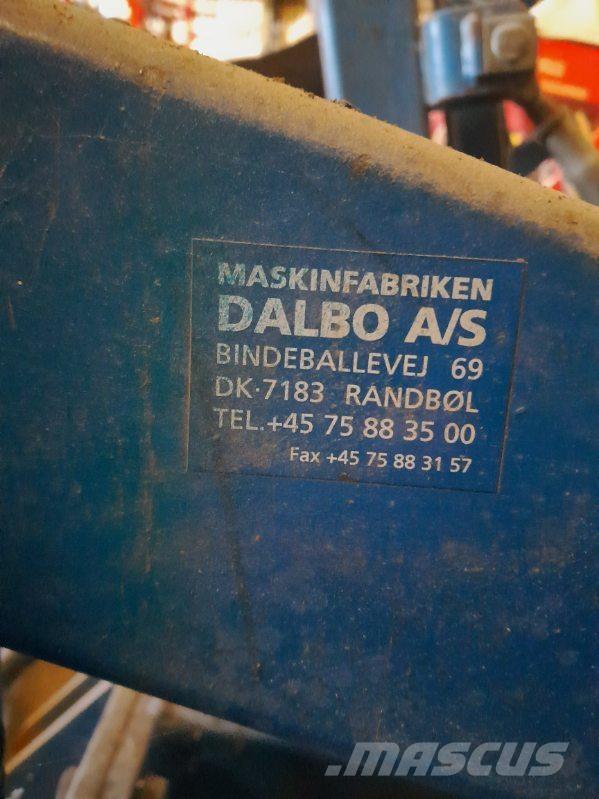 MASKINFABRIKEN
DALBO A/S
BINDEBALLEVEJ 69
DK-7183 RANDBØL
TEL.+45 75 88 35 00
Fax +45 75 88 31 57
MASCUS